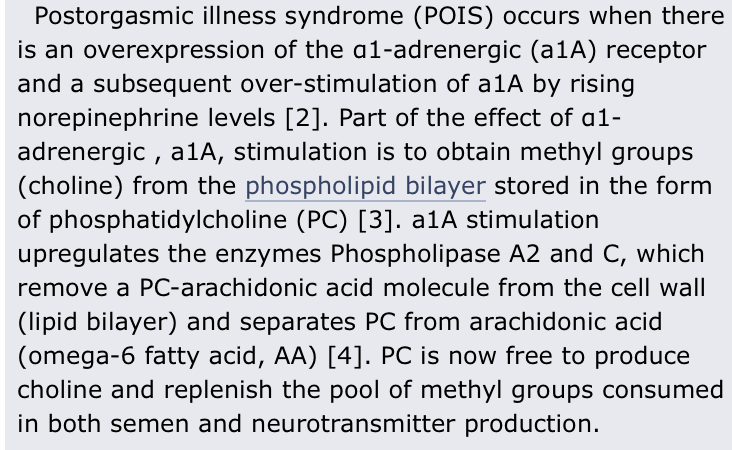 Postorgasmic illness syndrome (POIS) occurs when there
is an overexpression of the α1-adrenergic (a1A) receptor
and a subsequent over-stimulation of a1A by rising
norepinephrine levels [2]. Part of the effect of α1-
adrenergic , a1A, stimulation is to obtain methyl groups
(choline) from the phospholipid bilayer stored in the form
of phosphatidylcholine (PC) [3]. a1A stimulation
upregulates the enzymes Phospholipase A2 and C, which
remove a PC-arachidonic acid molecule from the cell wall
(lipid bilayer) and separates PC from arachidonic acid
(omega-6 fatty acid, AA) [4]. PC is now free to produce
choline and replenish the pool of methyl groups consumed
in both semen and neurotransmitter production.